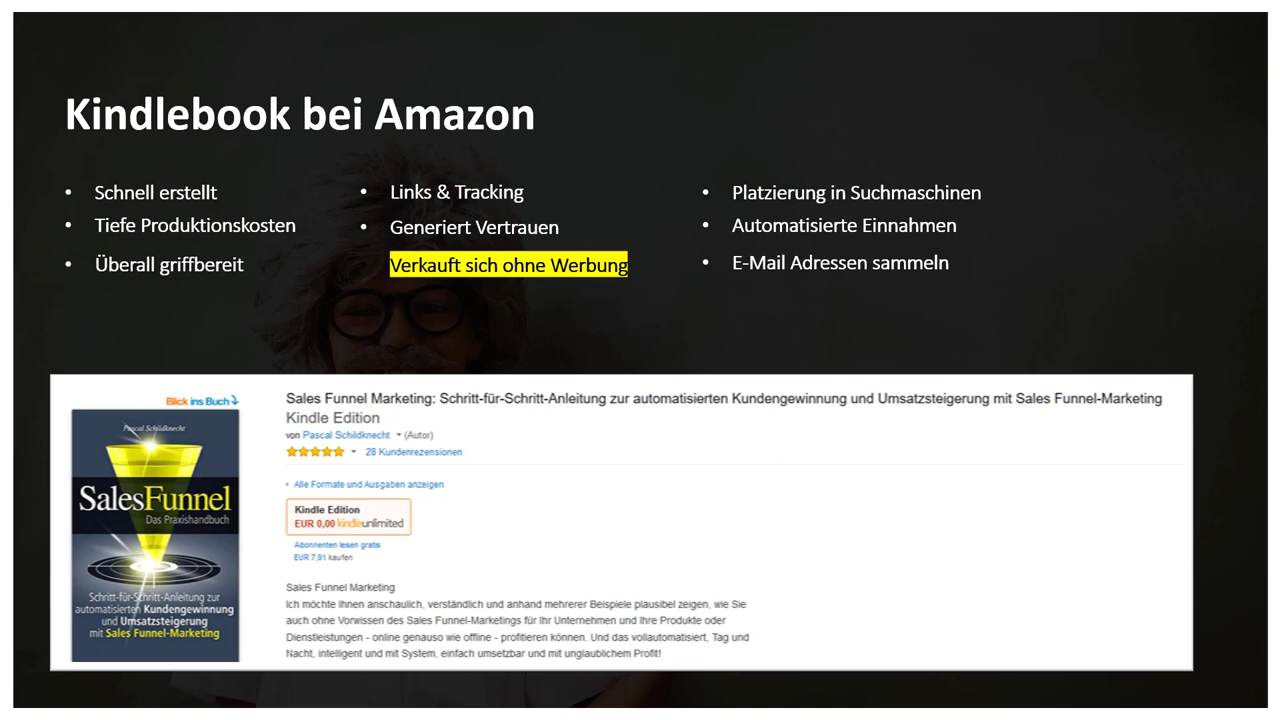 Kindlebook bei Amazon
• Schnell erstellt
• Tiefe Produktionskosten
• Überall griffbereit
• Links & Tracking
• Generiert Vertrauen
Verkauft sich ohne Werbung
• Platzierung in Suchmaschinen
• Automatisierte Einnahmen
• E-Mail Adressen sammeln
Blick ins Buch
Pascal Schildknecht
SalesFunnel
Das Praxishandbuch
Schritt-für-Schritt-Anleitung zur
automatisierten Kundengewinnung
und Umsatzsteigerung
mit Sales Funnel-Marketing
Sales Funnel Marketing: Schritt-für-Schritt-Anleitung zur automatisierten Kundengewinnung und Umsatzsteigerung mit Sales Funnel-Marketing
Kindle Edition
von Pascal Schildknecht (Autor)
28 Kundenrezensionen
Alle Formate und Ausgaben anzeigen
Kindle Edition
EUR 0,00 kindleunlimited
Abonnenten lesen gratis
EUR 7,91 kaufen
Sales Funnel Marketing
Ich möchte Ihnen anschaulich, verständlich und anhand mehrerer Beispiele plausibel zeigen, wie Sie
auch ohne Vorwissen des Sales Funnel-Marketings für Ihr Unternehmen und Ihre Produkte oder
Dienstleistungen - online genauso wie offline - profitieren können. Und das vollautomatisiert, Tag und
Nacht, intelligent und mit System, einfach umsetzbar und mit unglaublichem Profit!